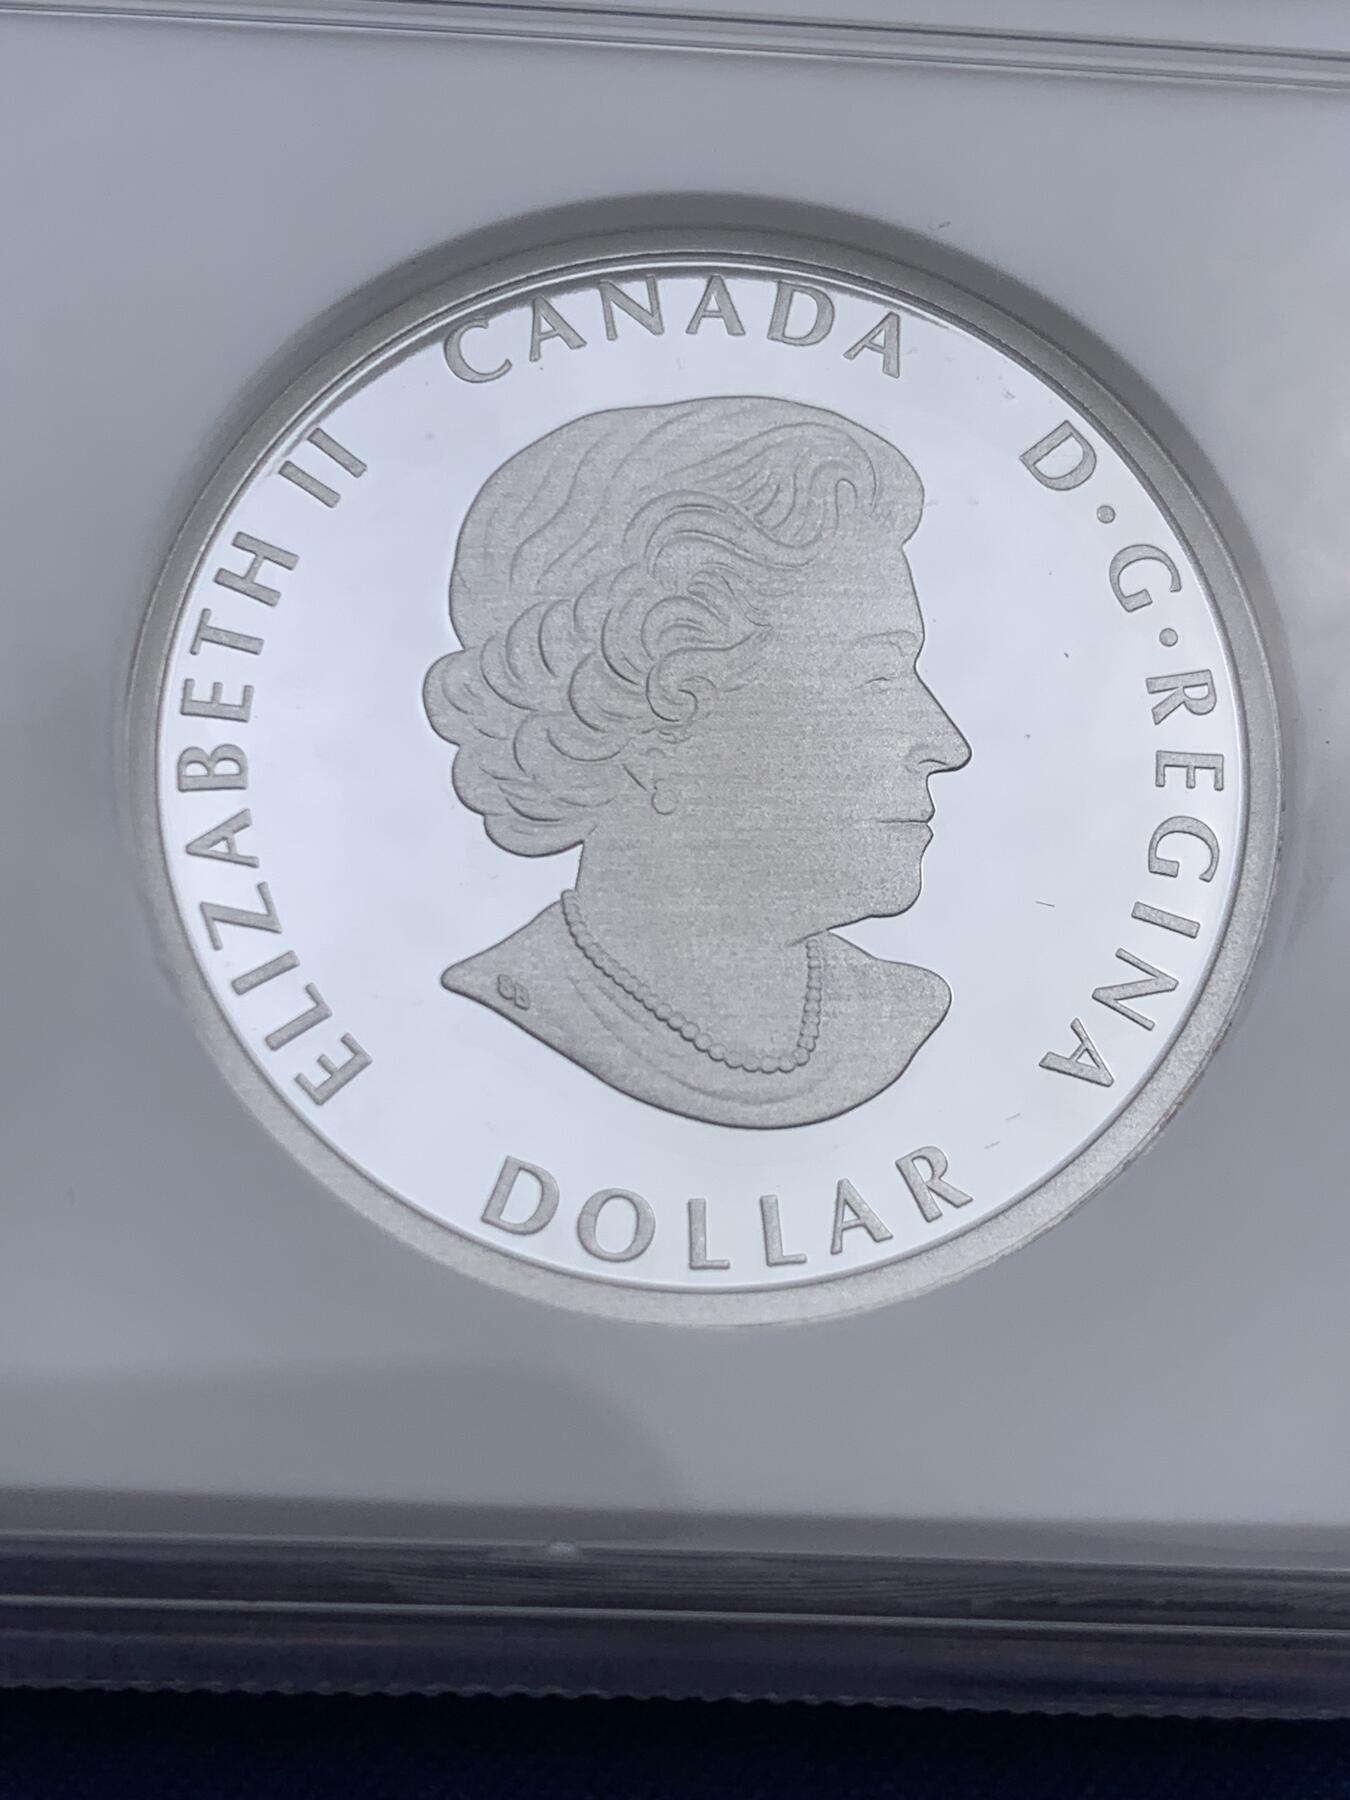 ELIZABETH II
CANADA
D·G·REGINA
DOLLAR
SB